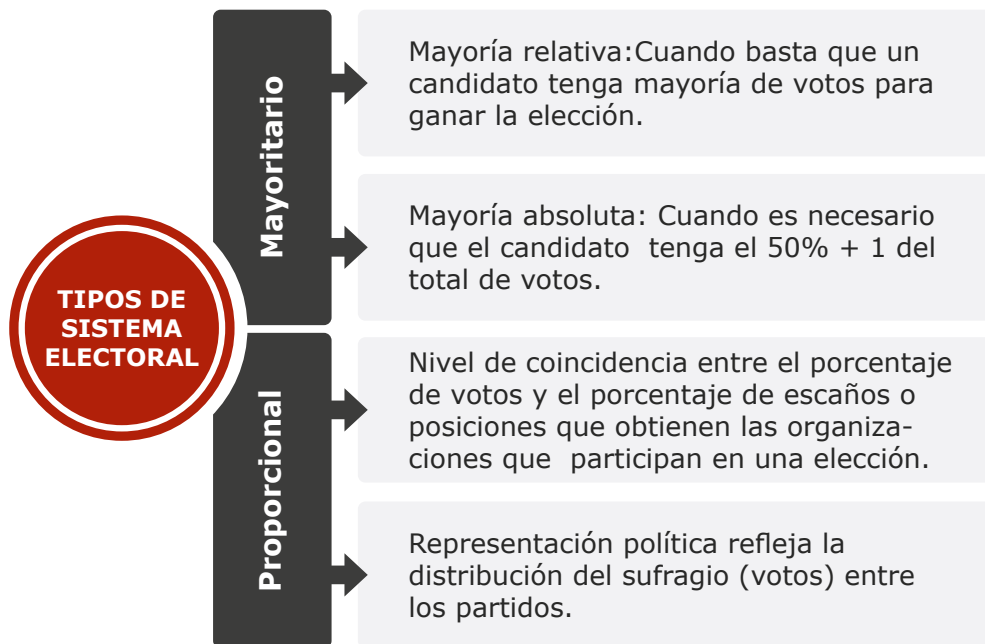 TIPOS DE
SISTEMA
ELECTORAL
Mayoritario
Mayoría relativa:Cuando basta que un
candidato tenga mayoría de votos para
ganar la elección.
Mayoría absoluta: Cuando es necesario
que el candidato  tenga el 50% + 1 del
total de votos.
Proporcional
Nivel de coincidencia entre el porcentaje
de votos y el porcentaje de escaños o
posiciones que obtienen las organiza-
ciones que  participan en una elección.
Representación política refleja la
distribución del sufragio (votos) entre
los partidos.